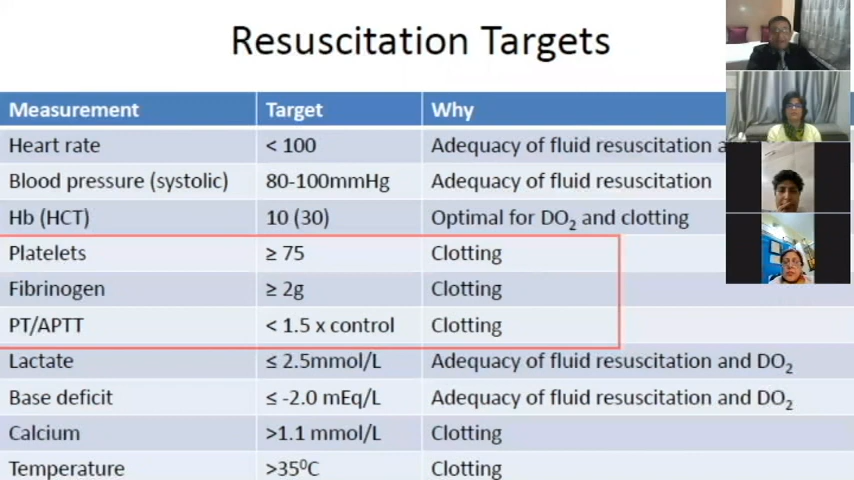 Resuscitation Targets
Measurement Target Why
Heart rate < 100 Adequacy of fluid resuscitation
Blood pressure (systolic) 80-100mmHg Adequacy of fluid resuscitation
Hb (HCT) 10 (30) Optimal for DO₂ and clotting
Platelets ≥ 75 Clotting
Fibrinogen ≥ 2g Clotting
PT/APTT < 1.5 x control Clotting
Lactate ≤ 2.5mmol/L Adequacy of fluid resuscitation and DO₂
Base deficit ≤ -2.0 mEq/L Adequacy of fluid resuscitation and DO₂
Calcium >1.1 mmol/L Clotting
Temperature >35⁰C Clotting